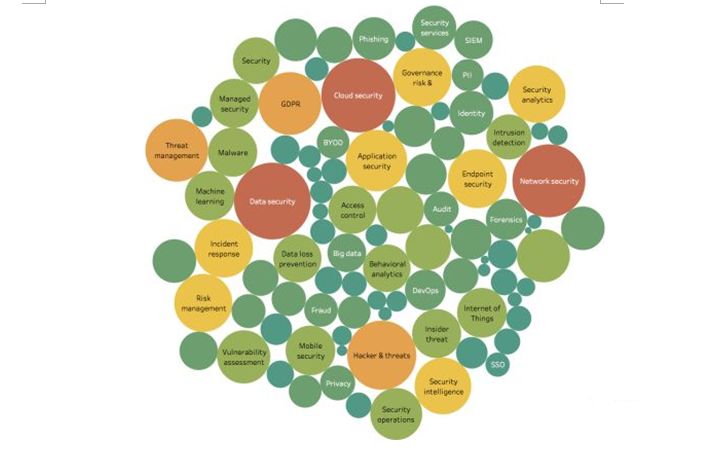 Security
services
Phishing
SIEM
Security
Governance
risk &
PII
Security
analytics
Cloud security
GDPR
Managed
security
Identity
Intrusion
detection
BYOD
Threat
management
Malware
Application
security
Endpoint
security
Network security
Machine
learning
Data security
Access
control
Audit
Forensics
Incident
response
Data loss
prevention
Big data
Behavioral
analytics
DevOps
Risk
management
Fraud
Internet of
Things
Insider
threat
Mobile
security
Vulnerability
assessment
Hacker & threats
SSO
Privacy
Security
intelligence
Security
operations